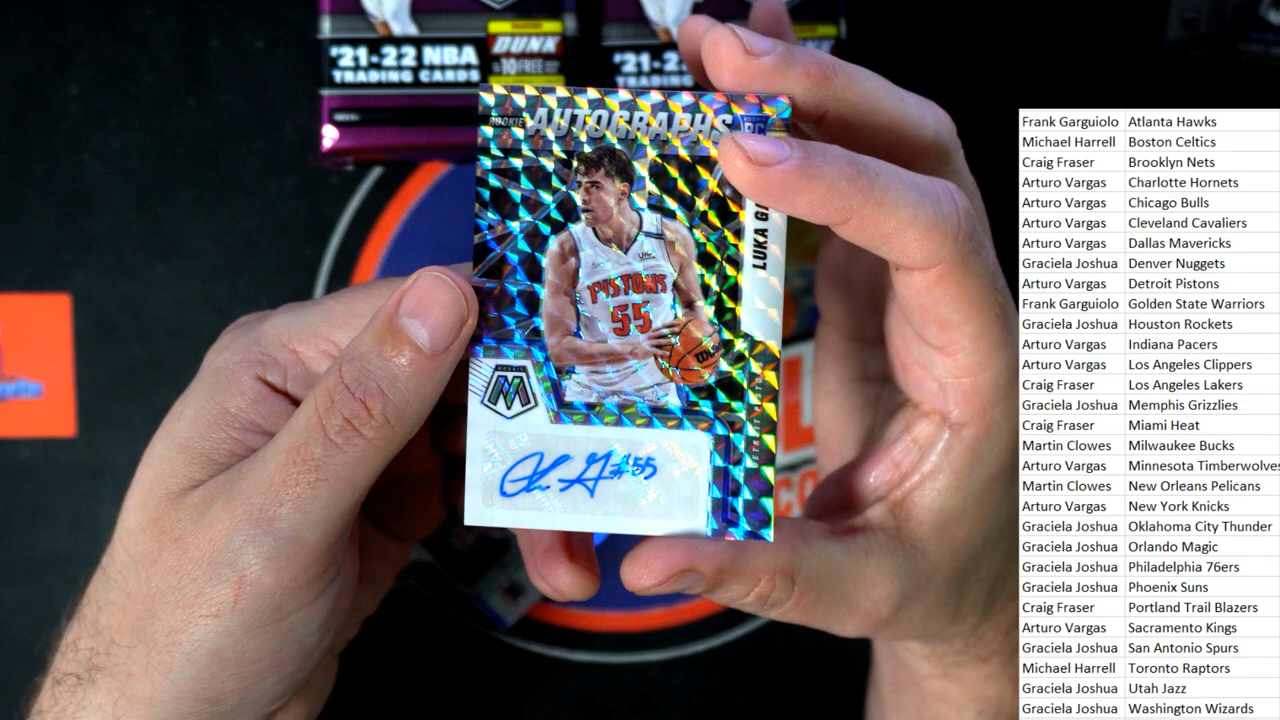 '21-22 NBA
TRADING CARDS
DUNK
10 FREE
'21-2
TRADIN
ROOKIE AUTOGRAPHS
ROOKIE
RC
LUKA G
PISTONS
55
MOSAIC
M
#55
Frank Garguiolo Atlanta Hawks
Michael Harrell Boston Celtics
Craig Fraser Brooklyn Nets
Arturo Vargas Charlotte Hornets
Arturo Vargas Chicago Bulls
Arturo Vargas Cleveland Cavaliers
Arturo Vargas Dallas Mavericks
Graciela Joshua Denver Nuggets
Arturo Vargas Detroit Pistons
Frank Garguiolo Golden State Warriors
Graciela Joshua Houston Rockets
Arturo Vargas Indiana Pacers
Arturo Vargas Los Angeles Clippers
Craig Fraser Los Angeles Lakers
Graciela Joshua Memphis Grizzlies
Craig Fraser Miami Heat
Martin Clowes Milwaukee Bucks
Arturo Vargas Minnesota Timberwolves
Martin Clowes New Orleans Pelicans
Arturo Vargas New York Knicks
Graciela Joshua Oklahoma City Thunder
Graciela Joshua Orlando Magic
Graciela Joshua Philadelphia 76ers
Graciela Joshua Phoenix Suns
Craig Fraser Portland Trail Blazers
Arturo Vargas Sacramento Kings
Graciela Joshua San Antonio Spurs
Michael Harrell Toronto Raptors
Graciela Joshua Utah Jazz
Graciela Joshua Washington Wizards